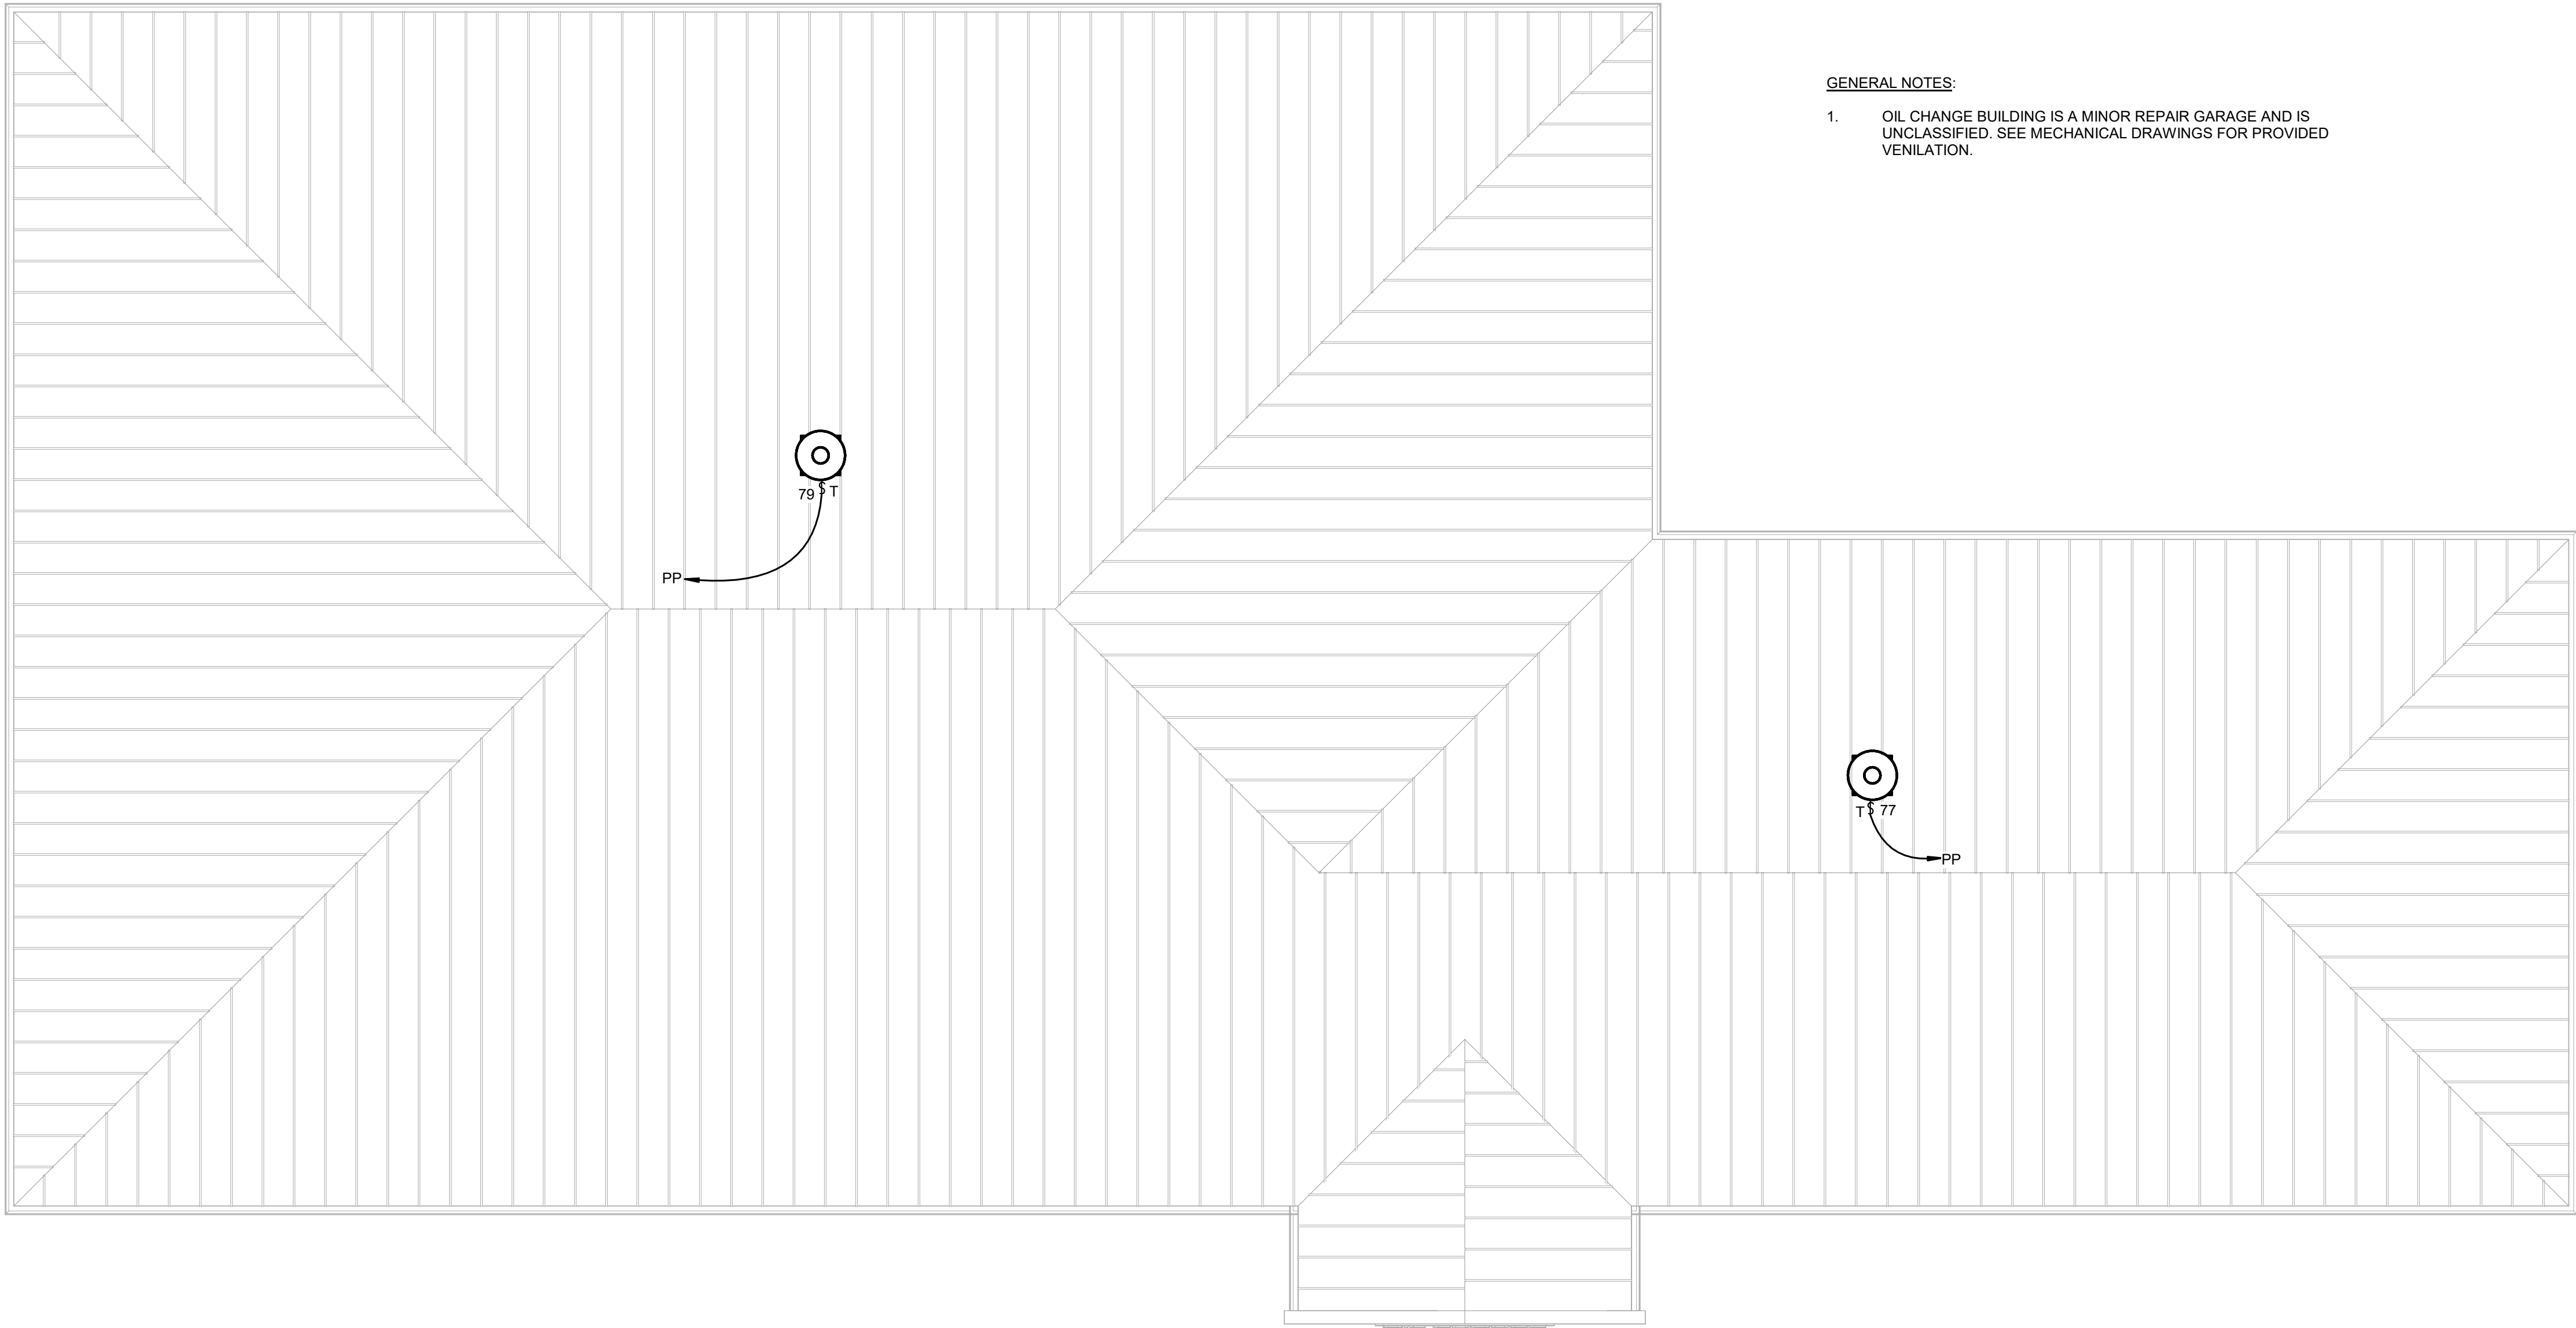 GENERAL NOTES:
1. OIL CHANGE BUILDING IS A MINOR REPAIR GARAGE AND IS
UNCLASSIFIED. SEE MECHANICAL DRAWINGS FOR PROVIDED
VENILATION.
79 $ T
PP
T $ 77
PP